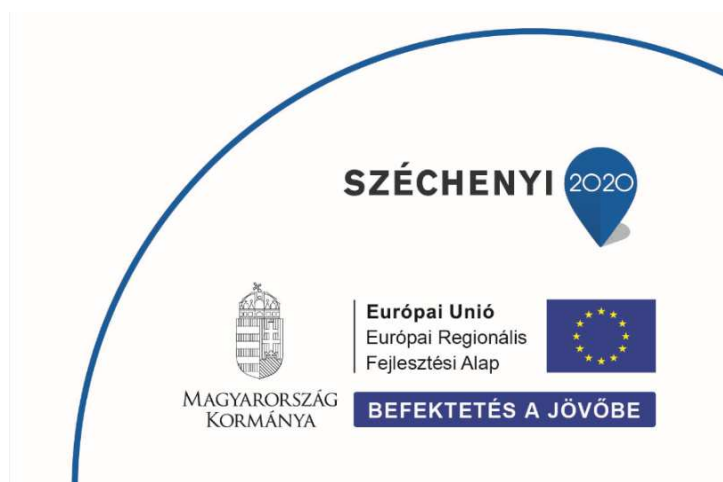 SZÉCHENYI 2020
Európai Unió
Európai Regionális
Fejlesztési Alap
MAGYARORSZÁG
KORMÁNYA
BEFEKTETÉS A JÖVŐBE